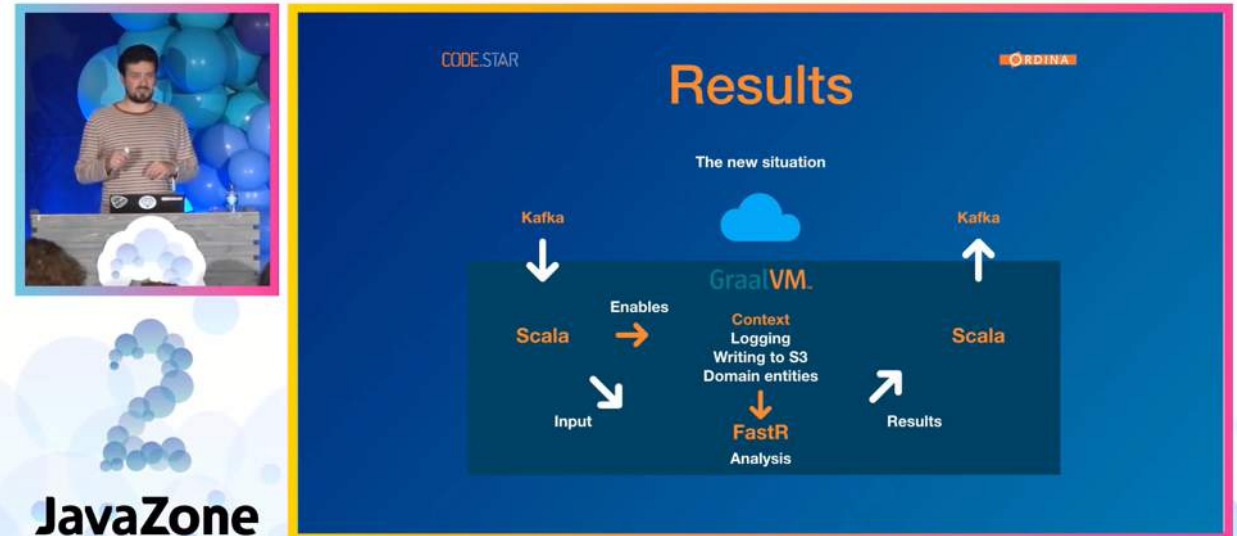 CODE.STAR
ORDINA
Results
The new situation
Kafka
Kafka
GraalVM
Enables
Scala
Context
Logging
Writing to S3
Domain entities
Scala
Input
FastR
Results
Analysis
2
JavaZone